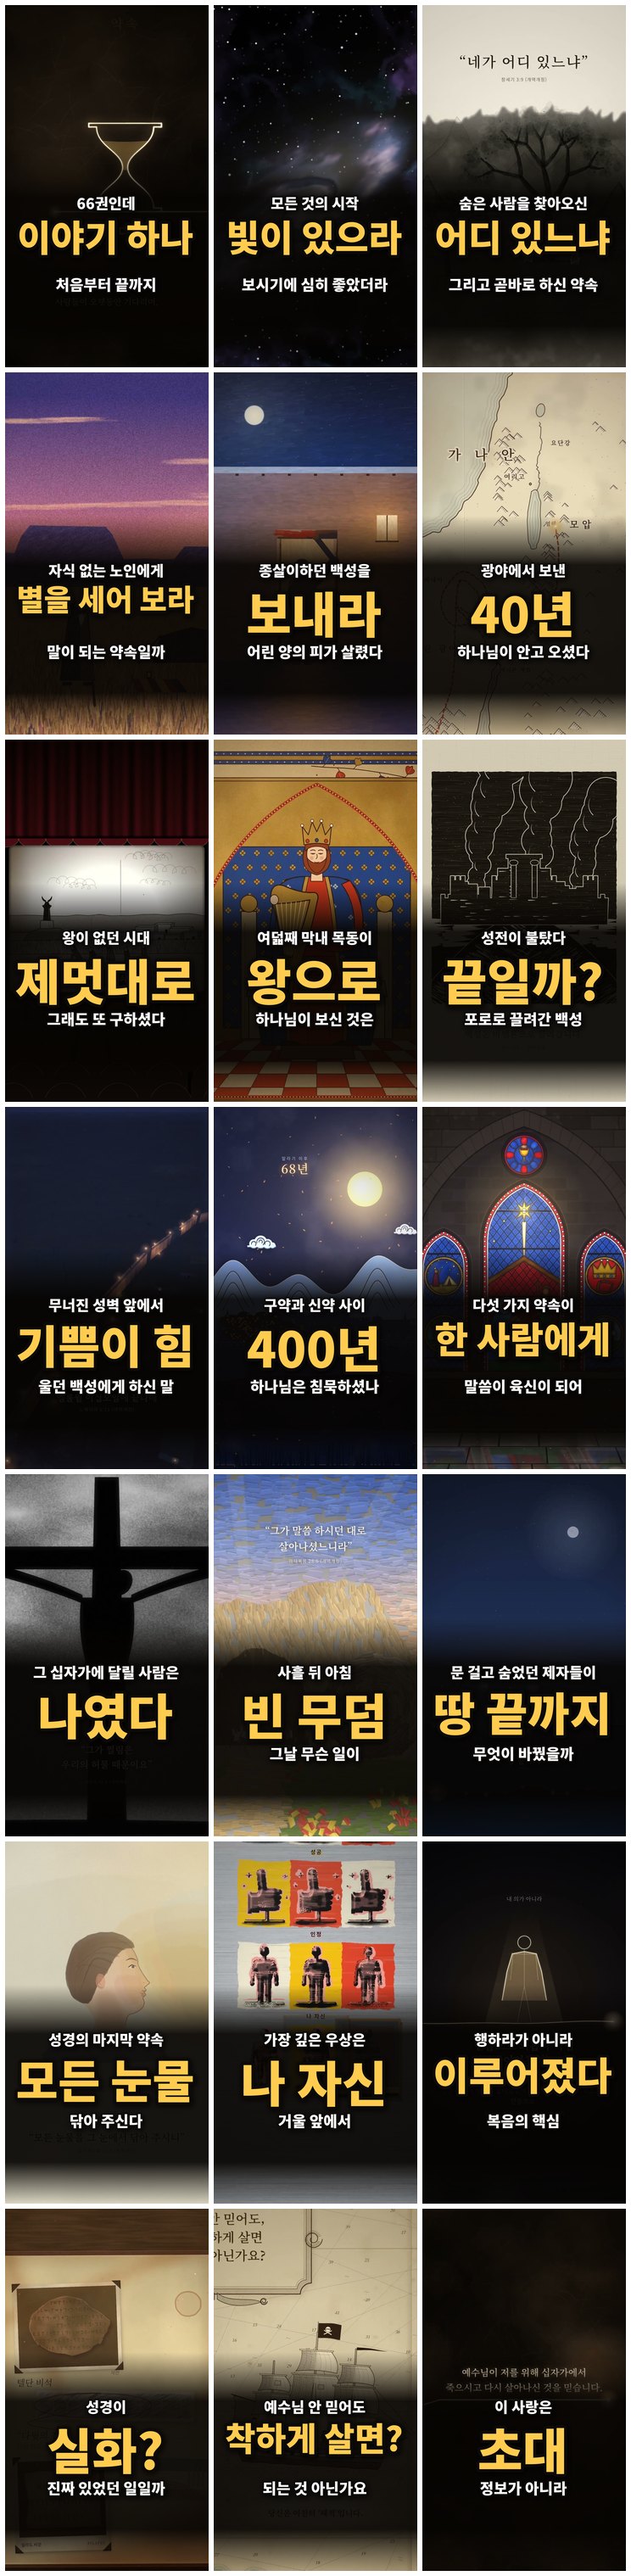 66권인데
이야기 하나
처음부터 끝까지
모든 것의 시작
빛이 있으라
보시기에 심히 좋았더라
“네가 어디 있느냐”
숨은 사람을 찾아오신
어디 있느냐
그리고 곧바로 하신 약속
자식 없는 노인에게
별을 세어 보라
말이 되는 약속일까
종살이하던 백성을
보내라
어린 양의 피가 살렸다
가 나 안
요단강
여리고
모압
광야에서 보낸
40년
하나님이 안고 오셨다
왕이 없던 시대
제멋대로
그래도 또 구하셨다
여덟째 막내 목동이
왕으로
하나님이 보신 것은
성전이 불탔다
끝일까?
포로로 끌려간 백성
무너진 성벽 앞에서
기쁨이 힘
울던 백성에게 하신 말
68년
구약과 신약 사이
400년
하나님은 침묵하셨나
다섯 가지 약속이
한 사람에게
말씀이 육신이 되어
그 십자가에 달릴 사람은
나였다
“그가 말씀 하시던 대로
살아나셨느니라”
사흘 뒤 아침
빈 무덤
그날 무슨 일이
문 걸고 숨었던 제자들이
땅 끝까지
무엇이 바꿨을까
성경의 마지막 약속
모든 눈물
닦아 주신다
성공
인정
가장 깊은 우상은
나 자신
거울 앞에서
네 의가 아니라
행하라가 아니라
이루어졌다
복음의 핵심
텔단 비석
성경이
실화?
진짜 있었던 일일까
안 믿어도,
하게 살면
아닌가요?
예수님 안 믿어도
착하게 살면?
되는 것 아닌가요
예수님이 저를 위해 십자가에서
죽으시고 다시 살아나신 것을 믿습니다.
이 사랑은
초대
정보가 아니라